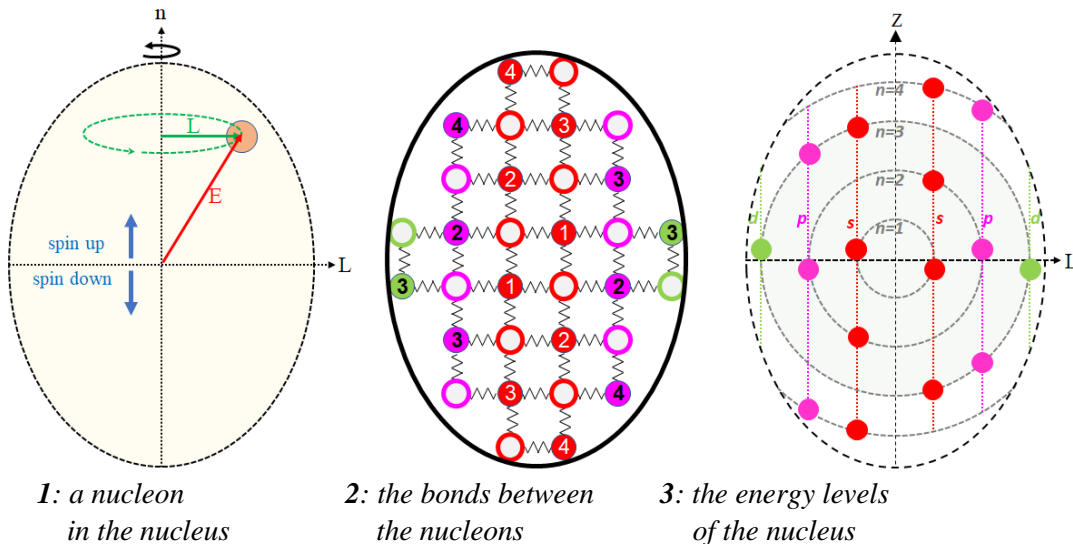 n
L
E
spin up
spin down
L
4
4 3
2 3
2 1 3
3 1 2
3 2
3 4
4
Z
n=4
n=3
n=2
n=1
d p s s p d
L
1: a nucleon
in the nucleus
2: the bonds between
the nucleons
3: the energy levels
of the nucleus